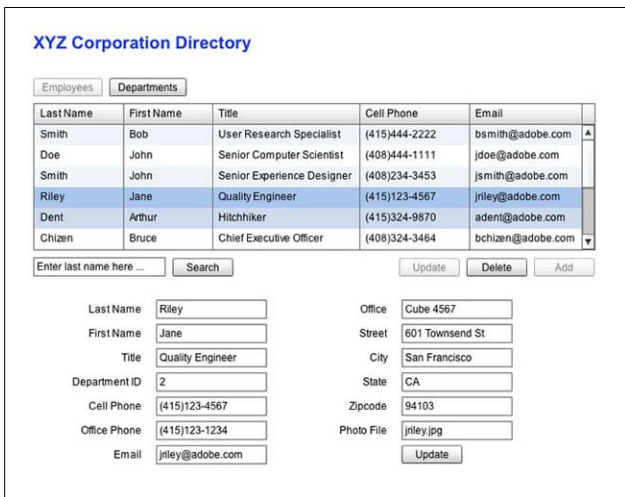 XYZ Corporation Directory
Employees Departments
Last Name First Name Title Cell Phone Email
Smith Bob User Research Specialist (415)444-2222 bsmith@adobe.com
Doe John Senior Computer Scientist (408)444-1111 jdoe@adobe.com
Smith John Senior Experience Designer (408)234-3453 jsmith@adobe.com
Riley Jane Quality Engineer (415)123-4567 jriley@adobe.com
Dent Arthur Hitchhiker (415)324-9870 adent@adobe.com
Chizen Bruce Chief Executive Officer (408)324-3464 bchizen@adobe.com
Enter last name here ... Search Update Delete Add
Last Name Riley Office Cube 4567
First Name Jane Street 601 Townsend St
Title Quality Engineer City San Francisco
Department ID 2 State CA
Cell Phone (415)123-4567 Zipcode 94103
Office Phone (415)123-1234 Photo File jriley.jpg
Email jriley@adobe.com Update